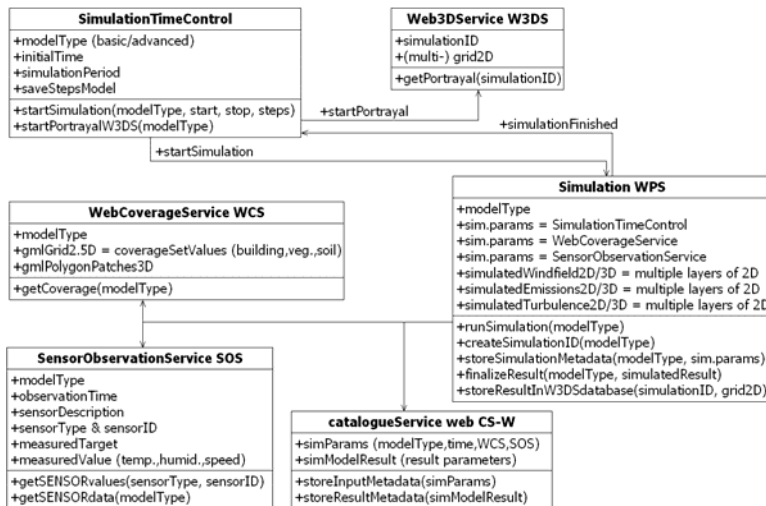 SimulationTimeControl
+modelType (basic/advanced)
+initialTime
+simulationPeriod
+saveStepsModel
+startSimulation(modelType, start, stop, steps)
+startPortrayalW3DS(modelType)
Web3DService W3DS
+simulationID
+(multi-) grid2D
+getPortrayal(simulationID)
+startPortrayal
+simulationFinished
+startSimulation
WebCoverageService WCS
+modelType
+gmlGrid2.5D = coverageSetValues (building,veg.,soil)
+gmlPolygonPatches3D
+getCoverage(modelType)
Simulation WPS
+modelType
+sim.params = SimulationTimeControl
+sim.params = WebCoverageService
+sim.params = SensorObservationService
+simulatedWindfield2D/3D = multiple layers of 2D
+simulatedEmissions2D/3D = multiple layers of 2D
+simulatedTurbulence2D/3D = multiple layers of 2D
+runSimulation(modelType)
+createSimulationID(modelType)
+storeSimulationMetadata(modelType, sim.params)
+finalizeResult(modelType, simulatedResult)
+storeResultInW3DSdatabase(simulationID, grid2D)
SensorObservationService SOS
+modelType
+observationTime
+sensorDescription
+sensorType & sensorID
+measuredTarget
+measuredValue (temp.,humid.,speed)
+getSENSORvalues(sensorType, sensorID)
+getSENSORdata(modelType)
catalogueService web CS-W
+simParams (modelType,time,WCS,SOS)
+simModelResult (result parameters)
+storeInputMetadata(simParams)
+storeResultMetadata(simModelResult)